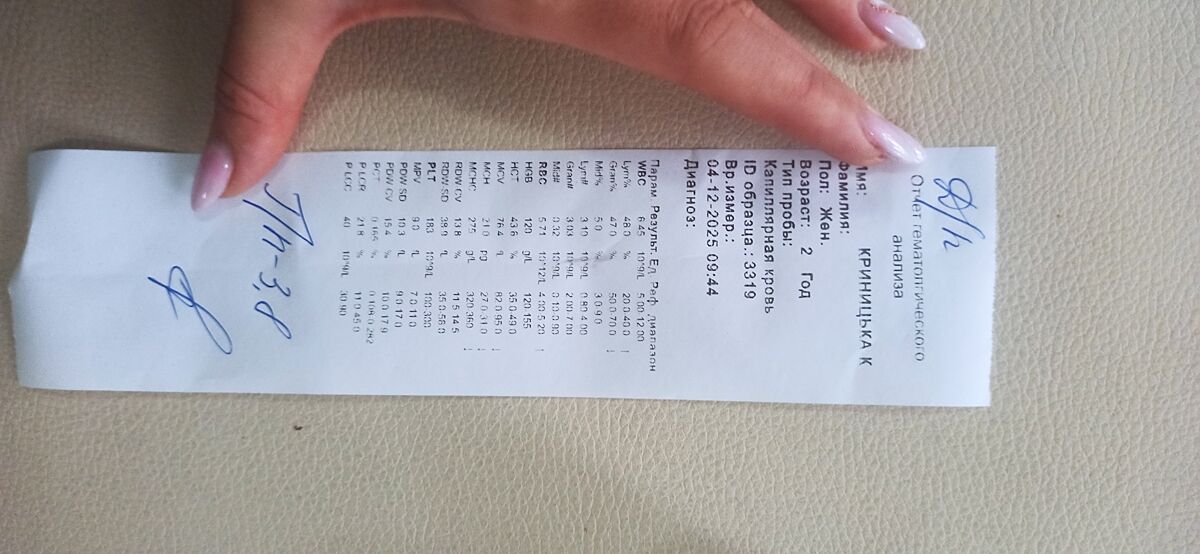 Д/п
Отчет гематологического
анализа
Имя: КРИНИЦЬКА К
Фамилия:
Пол: Жен.
Возраст: 2 Год
Тип пробы:
Капиллярная кровь
ID образца.: 3319
Вр.измер.:
04-12-2025 09:44
Диагноз:
Парам. Результ. Ед. Реф. диапазон
WBC 6.45 10^9/L 5.00-12.00
Lym% 48.0 % 20.0-40.0 ↑
Gran% 47.0 % 50.0-70.0 ↓
Mid% 5.0 % 3.0-9.0
Lym# 3.10 10^9/L 0.80-4.00
Gran# 3.03 10^9/L 2.00-7.00
Mid# 0.32 10^9/L 0.10-0.90
RBC 5.71 10^12/L 4.00-5.20 ↑
HGB 120 g/L 120-155
HCT 43.6 % 35.0-49.0
MCV 76.4 fL 82.0-95.0 ↓
MCH 21.0 pg 27.0-31.0 ↓
MCHC 275 g/L 320-360 ↓
RDW CV 13.8 % 11.5-14.5
RDW SD 38.9 fL 35.0-56.0
PLT 183 10^9/L 100-300
MPV 9.0 fL 7.0-11.0
PDW SD 10.3 fL 9.0-17.0
PDW CV 15.4 % 10.0-17.9
PCT 0.165 % 0.108-0.282
P LCR 21.8 % 11.0-45.0
P LCC 40 10^9/L 30-90
Г/п-3,8